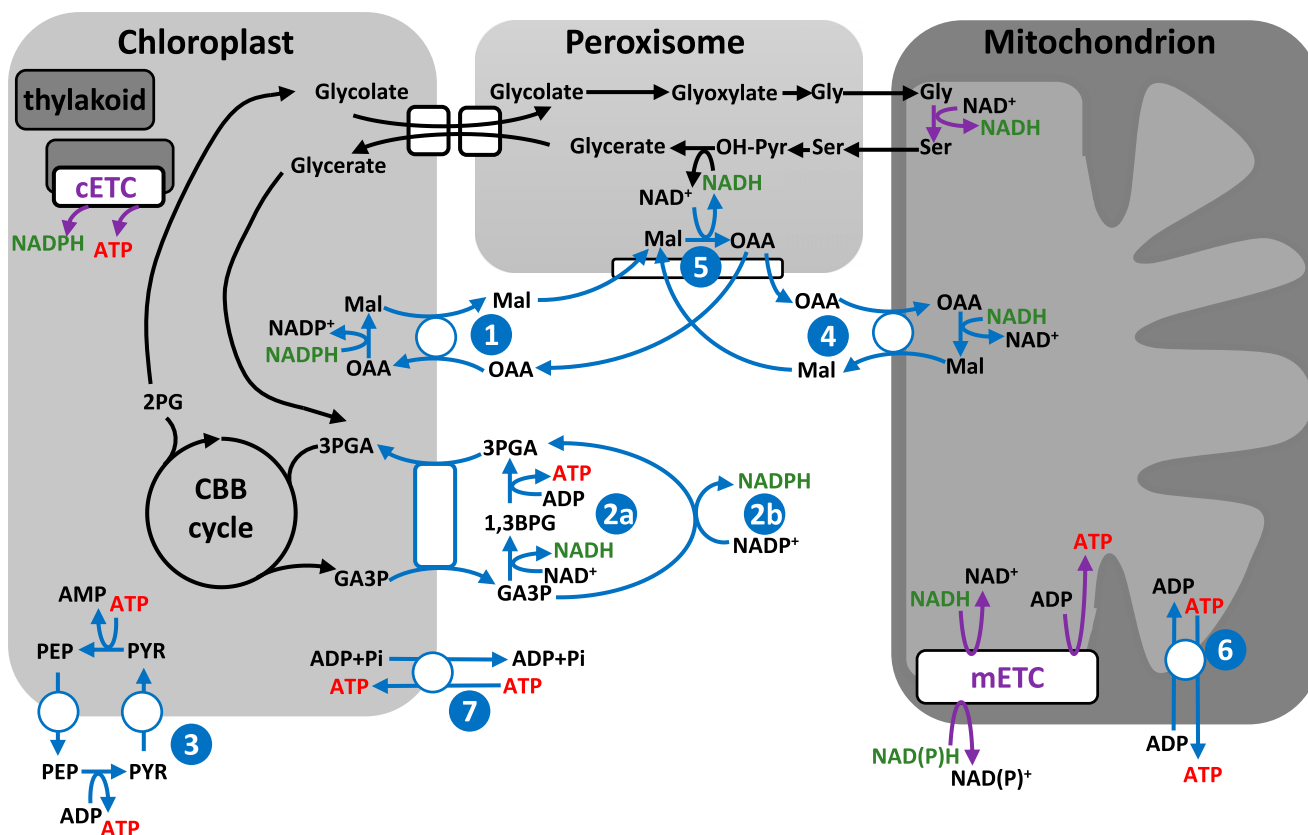 Chloroplast
Peroxisome
Mitochondrion
thylakoid
Glycolate
Glycolate
Glyoxylate
Gly
Gly
NAD⁺
NADH
Glycerate
Glycerate
OH-Pyr
Ser
Ser
cETC
NADPH
ATP
NADH
NAD⁺
Mal
OAA
5
Mal
Mal
OAA
OAA
NADH
NADP⁺
NADPH
1
4
NAD⁺
OAA
OAA
Mal
Mal
2PG
3PGA
3PGA
ATP
ADP
NADPH
CBB
cycle
1,3BPG
2a
2b
NADP⁺
NADH
NAD⁺
GA3P
GA3P
ATP
AMP
ATP
NAD⁺
NADH
ADP
ADP
ATP
PEP
PYR
ADP+Pi
ADP+Pi
6
ATP
ATP
mETC
7
3
PEP
PYR
NAD(P)H
NAD(P)⁺
ADP
ATP
ADP
ATP